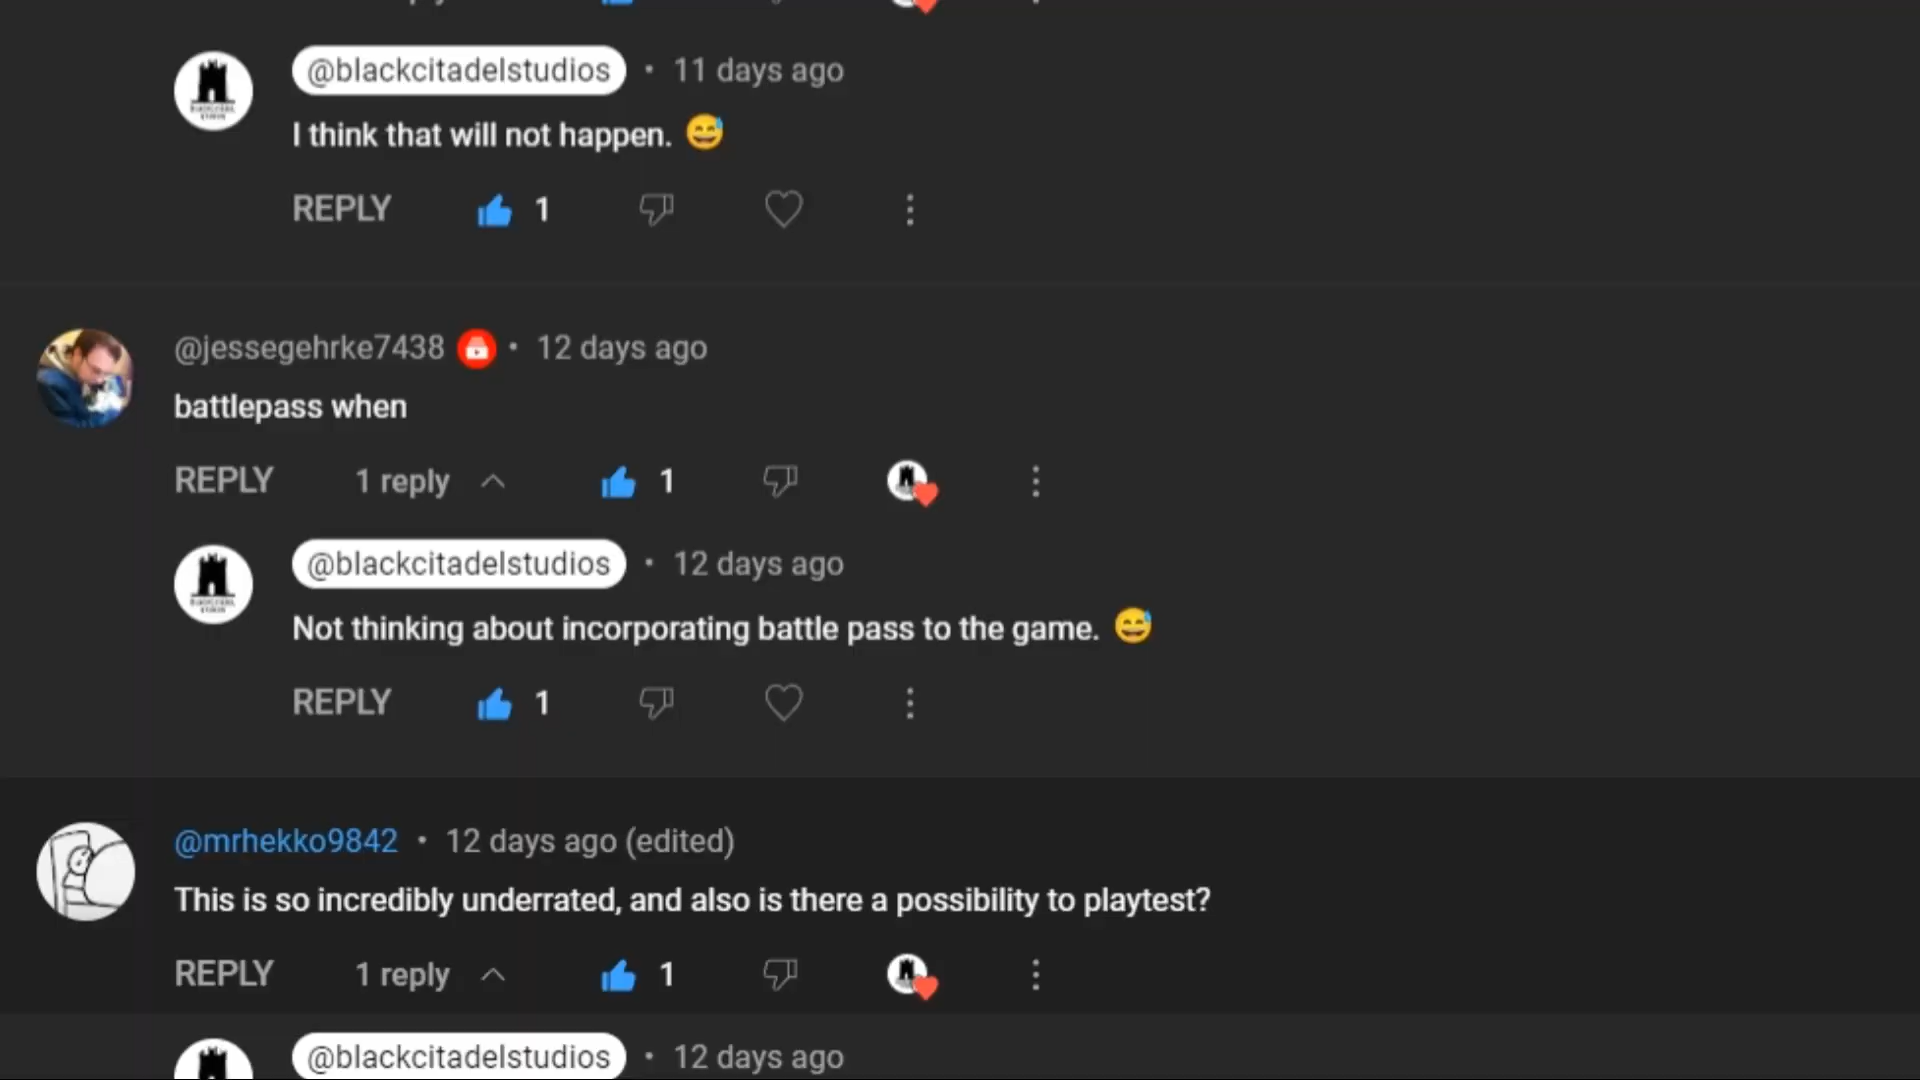 @blackcitadelstudios • 11 days ago
I think that will not happen. 😅
REPLY 1
@jessegehrke7438 • 12 days ago
battlepass when
REPLY 1 reply 1
@blackcitadelstudios • 12 days ago
Not thinking about incorporating battle pass to the game. 😅
REPLY 1
@mrhekko9842 • 12 days ago (edited)
This is so incredibly underrated, and also is there a possibility to playtest?
REPLY 1 reply 1
@blackcitadelstudios • 12 days ago